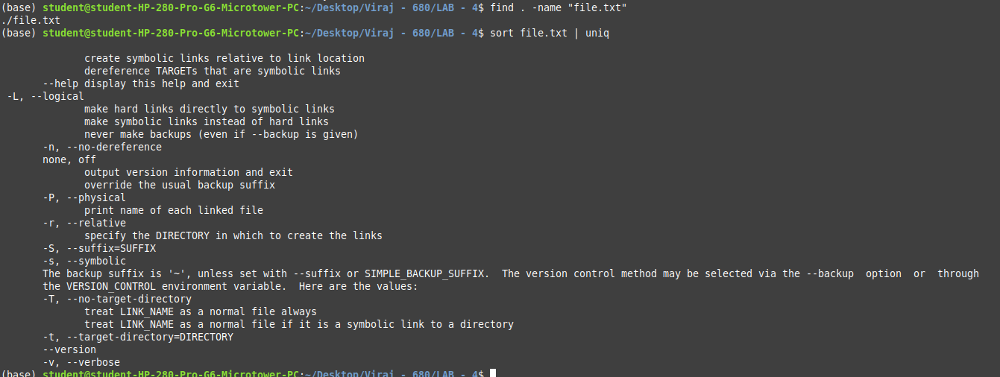 (base) student@student-HP-280-Pro-G6-Microtower-PC:~/Desktop/Viraj - 680/LAB - 4$ find . -name "file.txt"
./file.txt
(base) student@student-HP-280-Pro-G6-Microtower-PC:~/Desktop/Viraj - 680/LAB - 4$ sort file.txt | uniq
create symbolic links relative to link location
dereference TARGETs that are symbolic links
--help display this help and exit
-L, --logical
make hard links directly to symbolic links
make symbolic links instead of hard links
never make backups (even if --backup is given)
-n, --no-dereference
none, off
output version information and exit
override the usual backup suffix
-P, --physical
print name of each linked file
-r, --relative
specify the DIRECTORY in which to create the links
-S, --suffix=SUFFIX
-s, --symbolic
The backup suffix is '~', unless set with --suffix or SIMPLE_BACKUP_SUFFIX.  The version control method may be selected via the --backup  option  or  through
the VERSION_CONTROL environment variable.  Here are the values:
-T, --no-target-directory
treat LINK_NAME as a normal file always
treat LINK_NAME as a normal file if it is a symbolic link to a directory
-t, --target-directory=DIRECTORY
--version
-v, --verbose
(base) student@student-HP-280-Pro-G6-Microtower-PC:~/Desktop/Viraj - 680/LAB - 4$